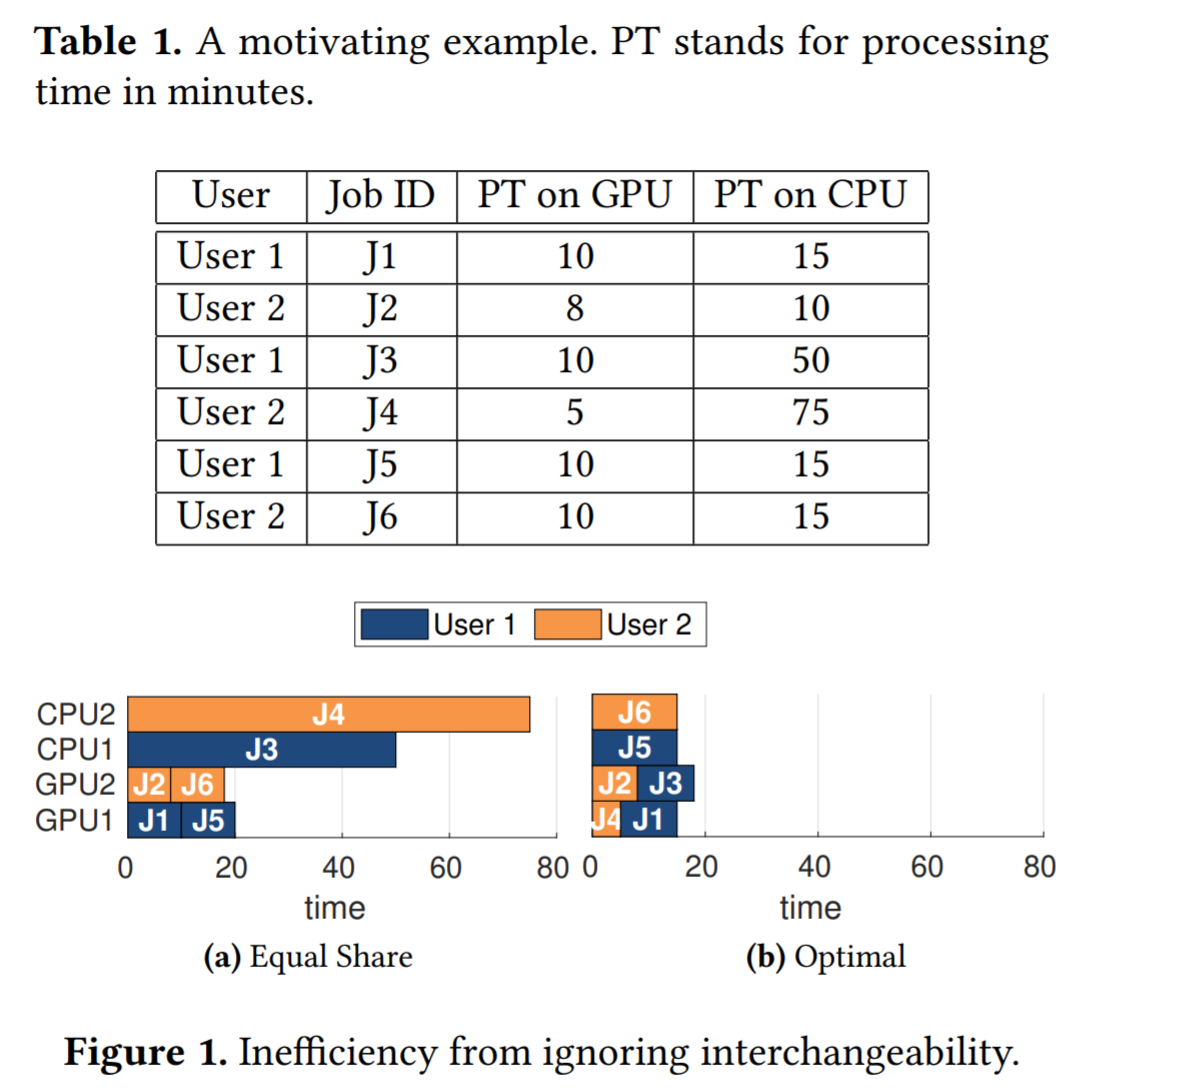 Table 1. A motivating example. PT stands for processing
time in minutes.
User Job ID PT on GPU PT on CPU
User 1 J1 10 15
User 2 J2 8 10
User 1 J3 10 50
User 2 J4 5 75
User 1 J5 10 15
User 2 J6 10 15
User 1 User 2
CPU2 J4 J6
CPU1 J3 J5
GPU2 J2 J6 J2 J3
GPU1 J1 J5 J4 J1
0 20 40 60 80 0 20 40 60 80
time time
(a) Equal Share (b) Optimal
Figure 1. Inefficiency from ignoring interchangeability.